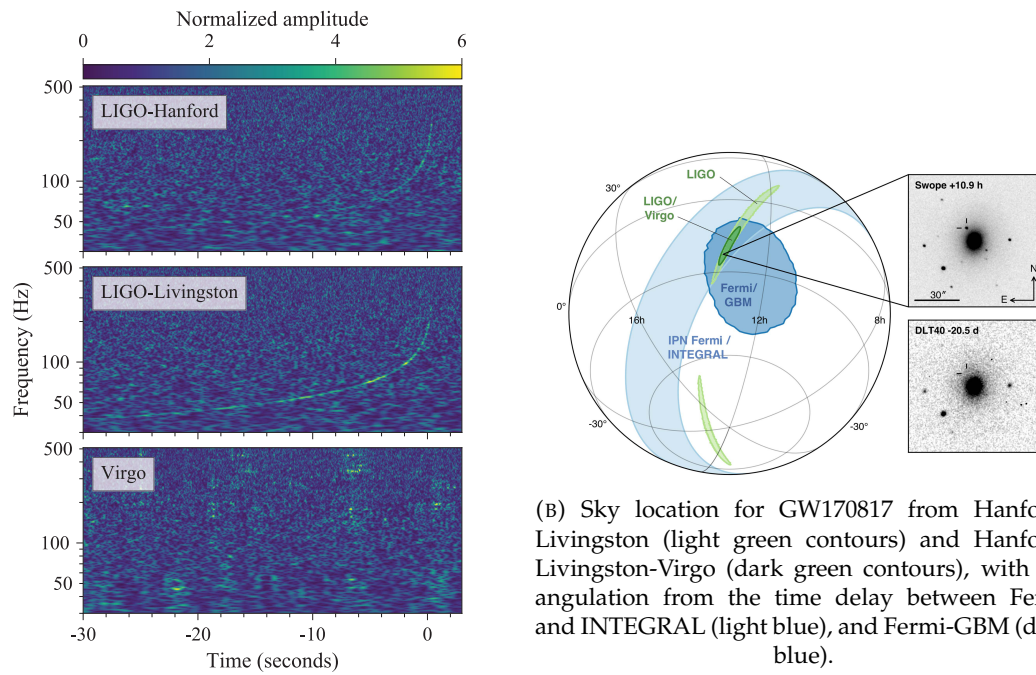 Normalized amplitude
0 2 4 6
500
LIGO-Hanford
100
50
500
LIGO-Livingston
100
50
Frequency (Hz)
500
Virgo
100
50
-30 -20 -10 0
Time (seconds)
30°
LIGO
LIGO/
Virgo
0°
Fermi/
GBM
16h
12h
8h
IPN Fermi /
INTEGRAL
-30°
-30°
Swope +10.9 h
N
30"
E
DLT40 -20.5 d
(B) Sky location for GW170817 from Hanfo
Livingston (light green contours) and Hanfo
Livingston-Virgo (dark green contours), with
angulation from the time delay between Fe
and INTEGRAL (light blue), and Fermi-GBM (d
blue).